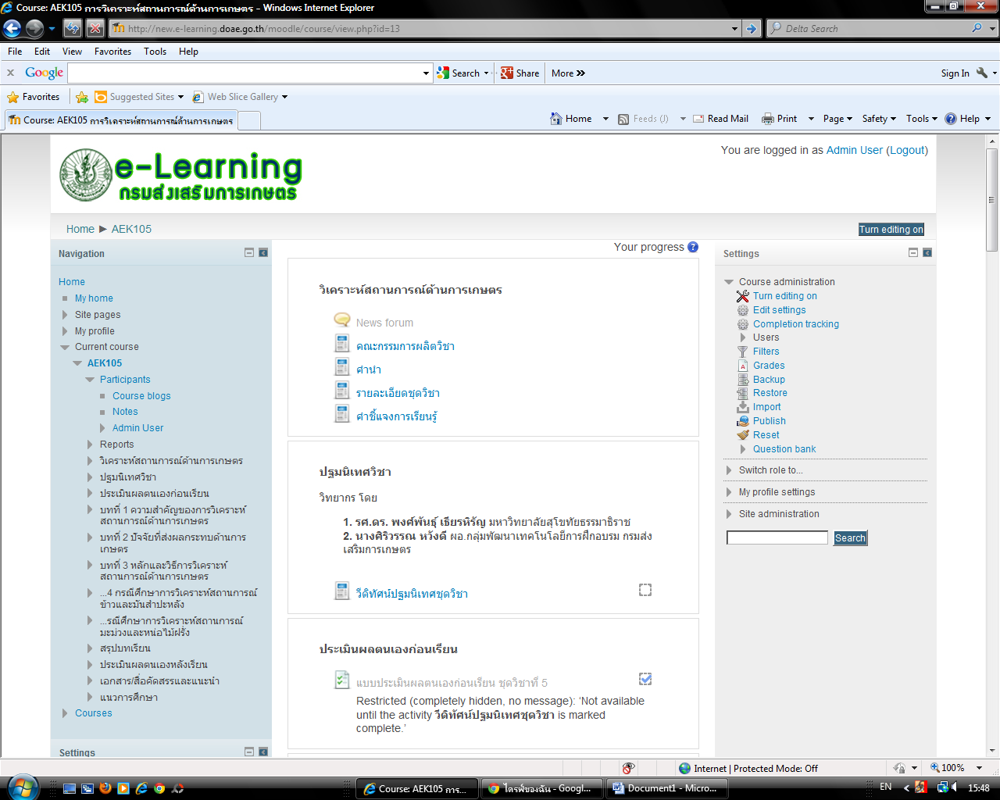 Course: AEK105 การวิเคราะห์สถานการณ์ด้านการเกษตร - Windows Internet Explorer
http://new.e-learning.doae.go.th/moodle/course/view.php?id=13
Delta Search
File Edit View Favorites Tools Help
x Google Search Share More » Sign In
Favorites Suggested Sites Web Slice Gallery
Course: AEK105 การวิเคราะห์สถานการณ์ด้านการเกษตร
Home Feeds (J) Read Mail Print Page Safety Tools Help
e-Learning
กรมส่งเสริมการเกษตร
You are logged in as Admin User (Logout)
Home ► AEK105
Turn editing on
Navigation
Home
My home
Site pages
My profile
Current course
AEK105
Participants
Course blogs
Notes
Admin User
Reports
วิเคราะห์สถานการณ์ด้านการเกษตร
ปฐมนิเทศวิชา
ประเมินผลตนเองก่อนเรียน
บทที่ 1 ความสำคัญของการวิเคราะห์
สถานการณ์ด้านการเกษตร
บทที่ 2 ปัจจัยที่ส่งผลกระทบด้านการ
เกษตร
บทที่ 3 หลักและวิธีการวิเคราะห์
สถานการณ์ด้านการเกษตร
...4 กรณีศึกษาการวิเคราะห์สถานการณ์
ข้าวและมันสำปะหลัง
...รณีศึกษาการวิเคราะห์สถานการณ์
มะม่วงและหน่อไม้ฝรั่ง
สรุปบทเรียน
ประเมินผลตนเองหลังเรียน
เอกสาร/สื่อคัดสรรและแนะนำ
แนวการศึกษา
Courses
Settings
Your progress
วิเคราะห์สถานการณ์ด้านการเกษตร
News forum
คณะกรรมการผลิตวิชา
คำนำ
รายละเอียดชุดวิชา
คำชี้แจงการเรียนรู้
ปฐมนิเทศวิชา
วิทยากร โดย
1. รศ.ดร. พงศ์พันธุ์ เธียรหิรัญ มหาวิทยาลัยสุโขทัยธรรมาธิราช
2. นางศิริวรรณ หวังดี ผอ.กลุ่มพัฒนาเทคโนโลยีการฝึกอบรม กรมส่ง
เสริมการเกษตร
วีดิทัศน์ปฐมนิเทศชุดวิชา
ประเมินผลตนเองก่อนเรียน
แบบประเมินผลตนเองก่อนเรียน ชุดวิชาที่ 5
Restricted (completely hidden, no message): ‘Not available
until the activity วีดิทัศน์ปฐมนิเทศชุดวิชา is marked
complete.’
Settings
Course administration
Turn editing on
Edit settings
Completion tracking
Users
Filters
Grades
Backup
Restore
Import
Publish
Reset
Question bank
Switch role to...
My profile settings
Site administration
Search
Internet | Protected Mode: Off
100%
Course: AEK105 การ...
ไดรฟ์ของฉัน - Googl...
Document1 - Micro...
EN
15:48